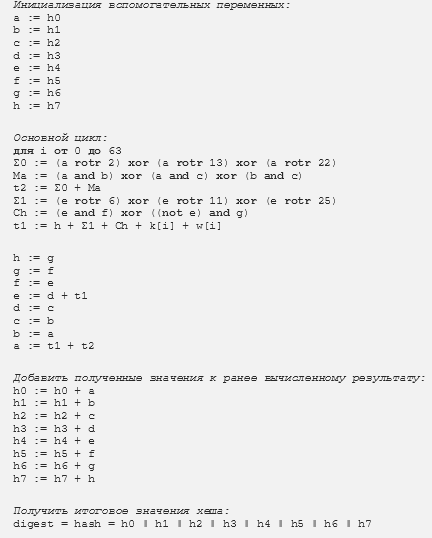 Инициализация вспомогательных переменных:
a := h0
b := h1
c := h2
d := h3
e := h4
f := h5
g := h6
h := h7
Основной цикл:
для i от 0 до 63
Σ0 := (a rotr 2) xor (a rotr 13) xor (a rotr 22)
Ma := (a and b) xor (a and c) xor (b and c)
t2 := Σ0 + Ma
Σ1 := (e rotr 6) xor (e rotr 11) xor (e rotr 25)
Ch := (e and f) xor ((not e) and g)
t1 := h + Σ1 + Ch + k[i] + w[i]
h := g
g := f
f := e
e := d + t1
d := c
c := b
b := a
a := t1 + t2
Добавить полученные значения к ранее вычисленному результату:
h0 := h0 + a
h1 := h1 + b
h2 := h2 + c
h3 := h3 + d
h4 := h4 + e
h5 := h5 + f
h6 := h6 + g
h7 := h7 + h
Получить итоговое значения хеша:
digest = hash = h0 ǁ h1 ǁ h2 ǁ h3 ǁ h4 ǁ h5 ǁ h6 ǁ h7